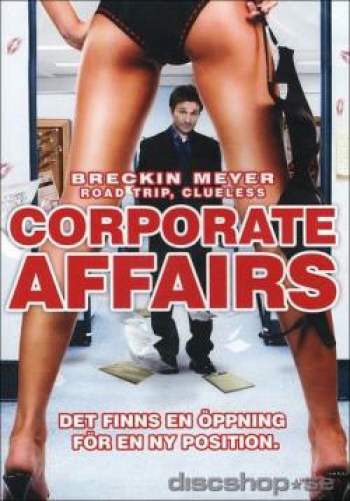 BRECKIN MEYER
ROAD TRIP, CLUELESS
CORPORATE
AFFAIRS
DET FINNS EN ÖPPNING
FÖR EN NY POSITION.
discshop.se